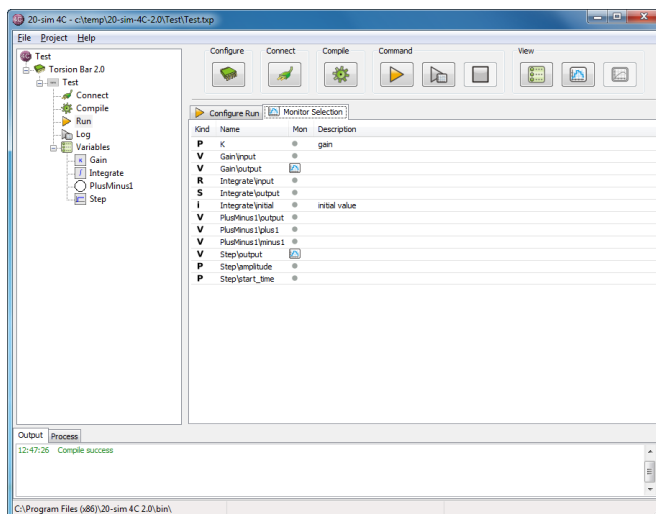 20-sim 4C - c:\temp\20-sim-4C-2.0\Test\Test.txp
File Project Help
Test
Torsion Bar 2.0
Test
Connect
Compile
Run
Log
Variables
Gain
Integrate
PlusMinus1
Step
Configure Connect Compile Command View
Configure Run Monitor Selection
Kind Name Mon Description
P K gain
V Gain\input
V Gain\output
R Integrate\input
S Integrate\output
i Integrate\initial initial value
V PlusMinus1\output
V PlusMinus1\plus1
V PlusMinus1\minus1
V Step\output
P Step\amplitude
P Step\start_time
Output Process
12:47:26 Compile success
C:\Program Files (x86)\20-sim 4C 2.0\bin\